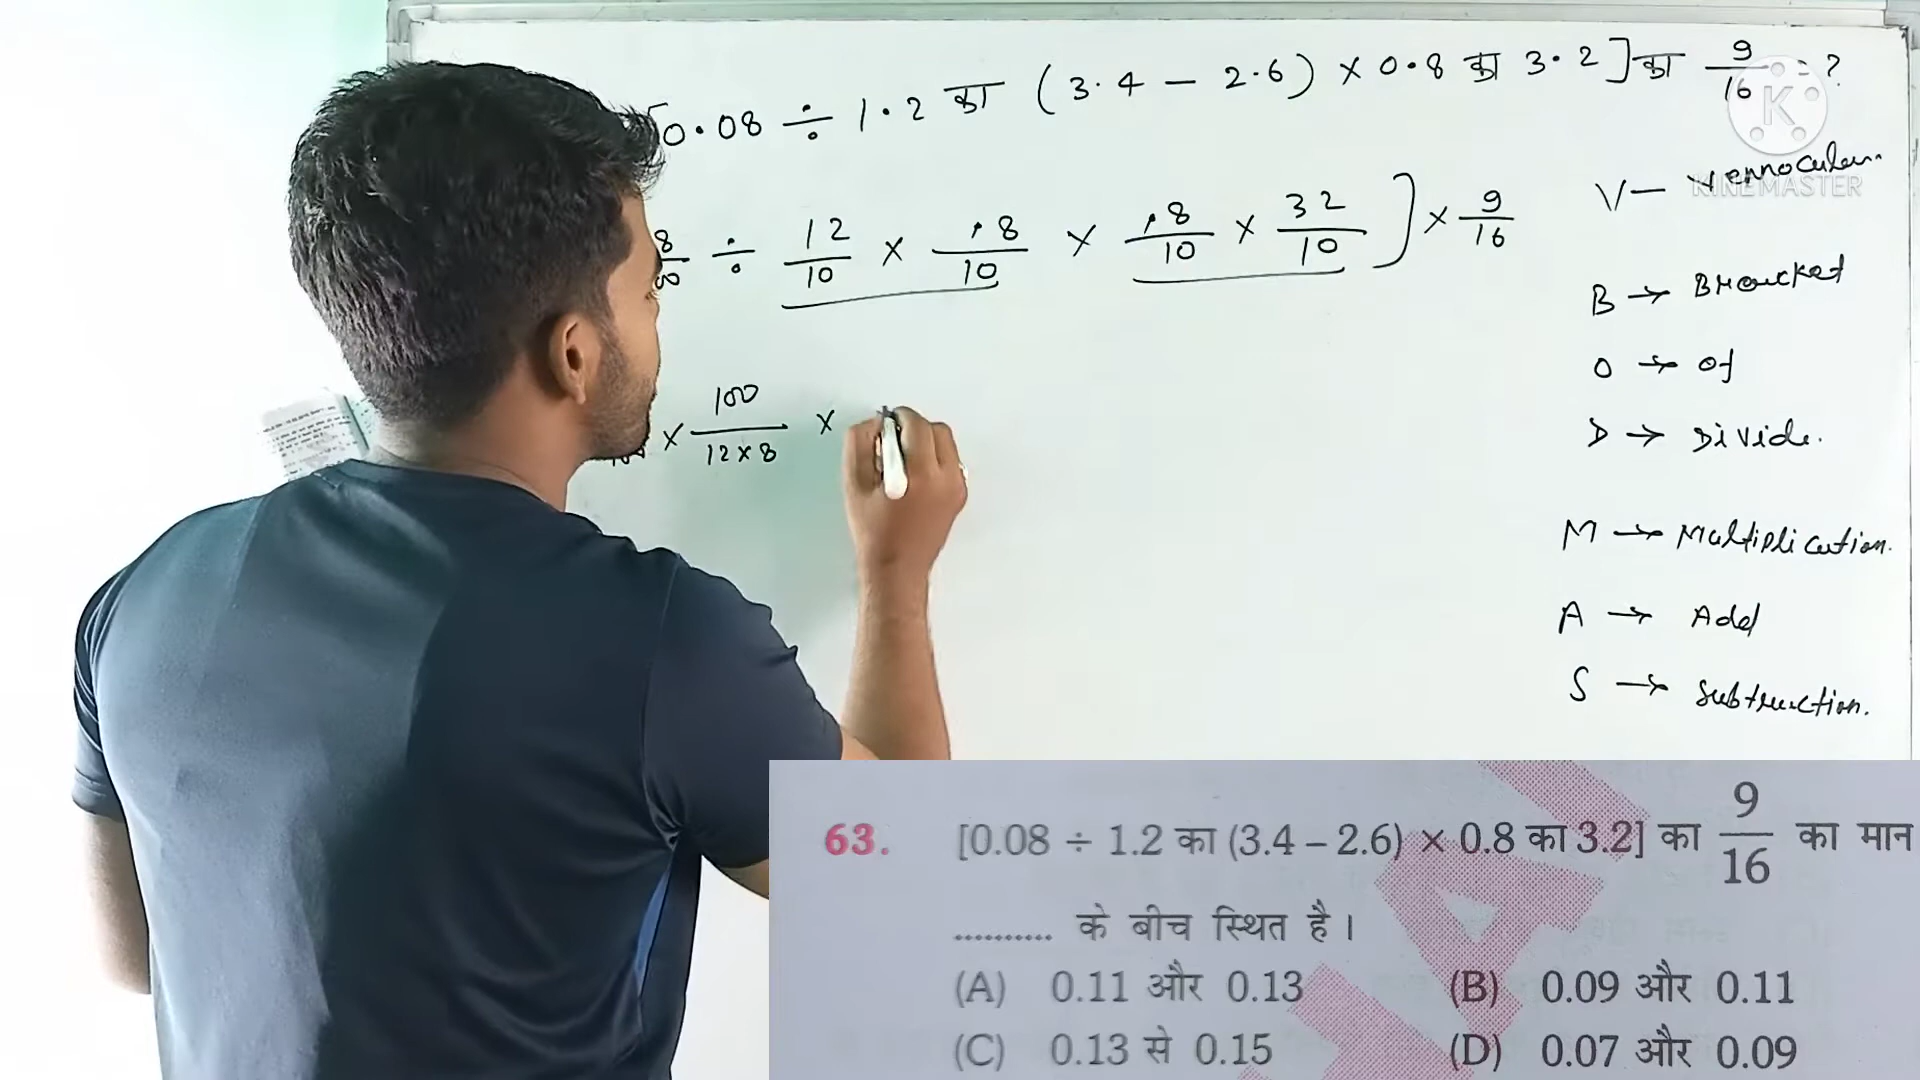 [0.08 ÷ 1.2 का (3.4 - 2.6) × 0.8 का 3.2] का 9/16 = ?
8 ÷ 12/10 × 8/10 × 8/10 × 32/10 ] × 9/16
× 100/12×8 ×
V —
B → Bracket
O → of
D → Divide.
M → Multiplication.
A → Add
S → Subtraction.
K
KINEMASTER
63. [0.08 ÷ 1.2 का (3.4 – 2.6) × 0.8 का 3.2] का 9/16 का मान
........... के बीच स्थित है।
(A) 0.11 और 0.13 (B) 0.09 और 0.11
(C) 0.13 से 0.15 (D) 0.07 और 0.09